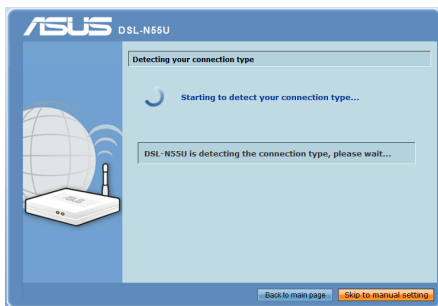 ASUS DSL-N55U
Detecting your connection type
Starting to detect your connection type...
DSL-N55U is detecting the connection type, please wait...
Back to main page Skip to manual setting